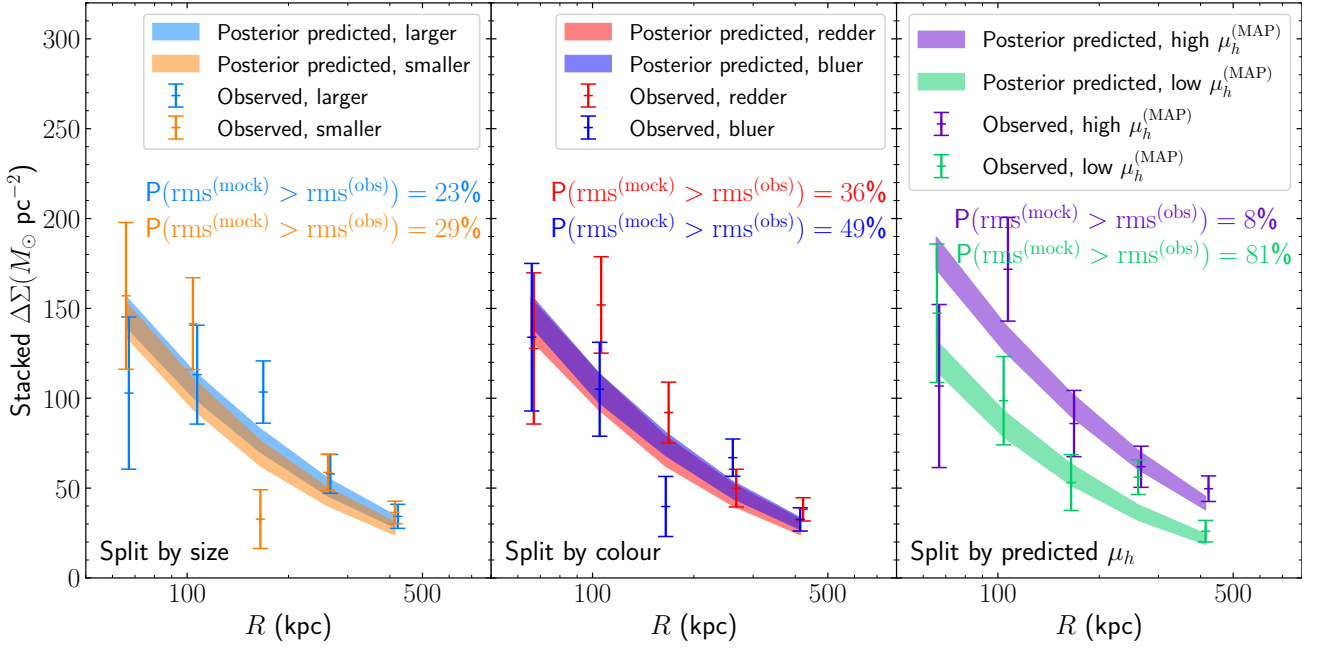 Stacked ΔΣ(M⊙ pc⁻²)
300
250
200
150
100
50
0
Posterior predicted, larger
Posterior predicted, smaller
Observed, larger
Observed, smaller
P(rms^(mock) > rms^(obs)) = 23%
P(rms^(mock) > rms^(obs)) = 29%
Split by size
100
500
R (kpc)
Posterior predicted, redder
Posterior predicted, bluer
Observed, redder
Observed, bluer
P(rms^(mock) > rms^(obs)) = 36%
P(rms^(mock) > rms^(obs)) = 49%
Split by colour
100
500
R (kpc)
Posterior predicted, high μ_h^(MAP)
Posterior predicted, low μ_h^(MAP)
Observed, high μ_h^(MAP)
Observed, low μ_h^(MAP)
P(rms^(mock) > rms^(obs)) = 8%
P(rms^(mock) > rms^(obs)) = 81%
Split by predicted μ_h
100
500
R (kpc)